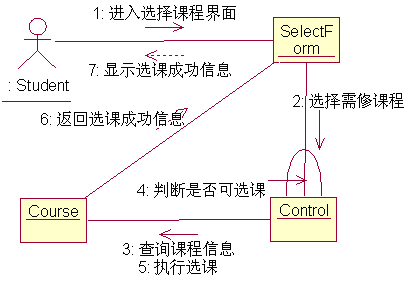 1: 进入选择课程界面
SelectF
orm
: Student
7: 显示选课成功信息
2: 选择需修课程
6: 返回选课成功信息
4: 判断是否可选课
Course
Control
3: 查询课程信息
5: 执行选课